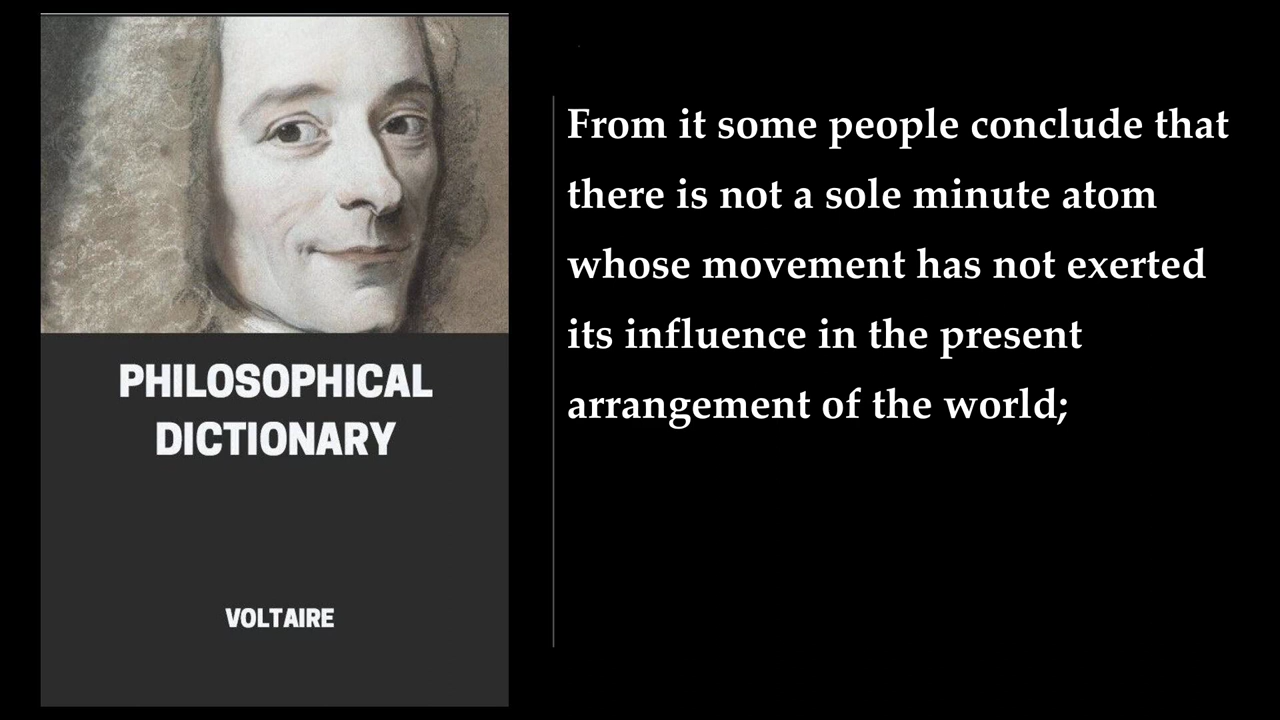 PHILOSOPHICAL
DICTIONARY
VOLTAIRE
From it some people conclude that
there is not a sole minute atom
whose movement has not exerted
its influence in the present
arrangement of the world;